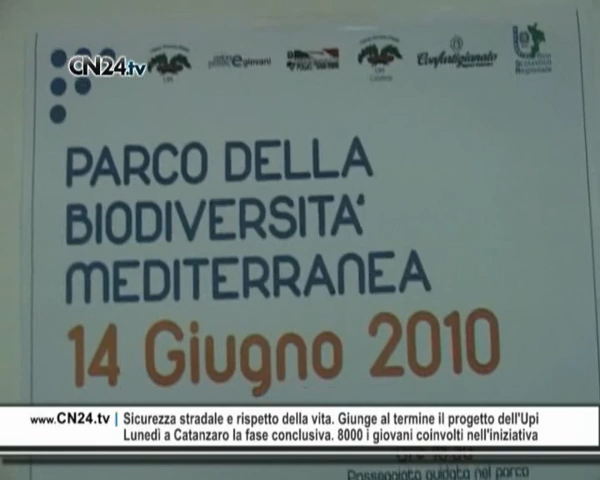 CN24.tv
Confartigianato
PARCO DELLA
BIODIVERSITA'
MEDITERRANEA
14 Giugno 2010
www.CN24.tv | Sicurezza stradale e rispetto della vita. Giunge al termine il progetto dell'Upi
Lunedì a Catanzaro la fase conclusiva. 8000 i giovani coinvolti nell'iniziativa
Passeggiata guidata nel parco